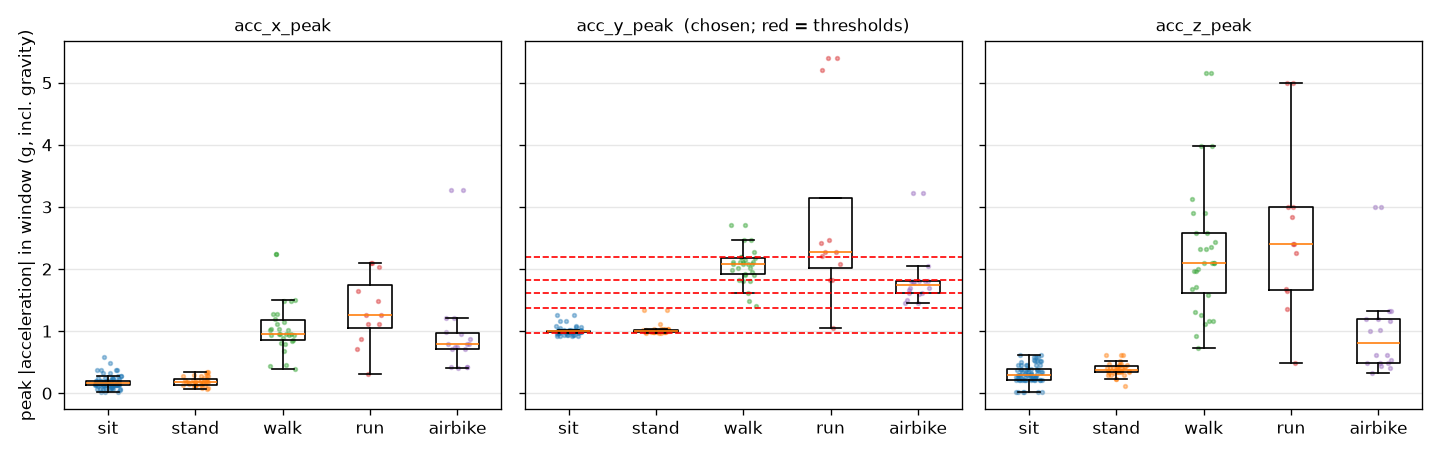 acc_x_peak
acc_y_peak (chosen; red = thresholds)
acc_z_peak
peak |acceleration| in window (g, incl. gravity)
5
4
3
2
1
0
sit stand walk run airbike
sit stand walk run airbike
sit stand walk run airbike